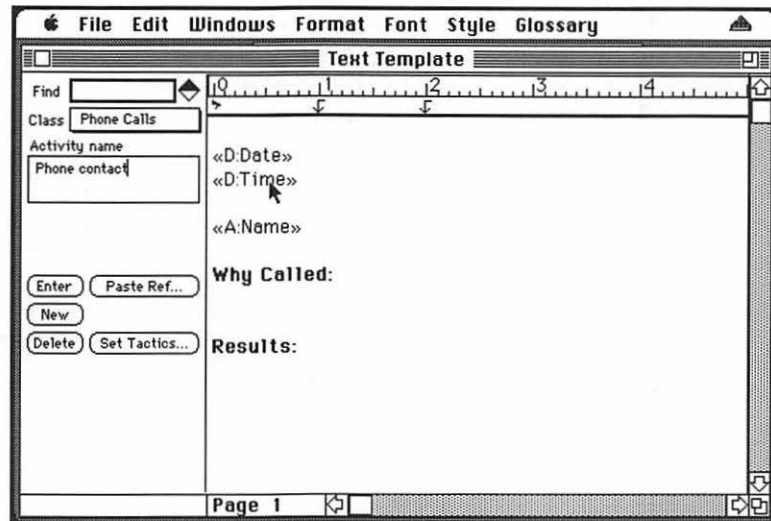 File Edit Windows Format Font Style Glossary
Text Template
Find
Class Phone Calls
Activity name
Phone contact
Enter Paste Ref...
New
Delete Set Tactics...
0 1 2 3 4
«D:Date»
«D:Time»
«A:Name»
Why Called:
Results:
Page 1